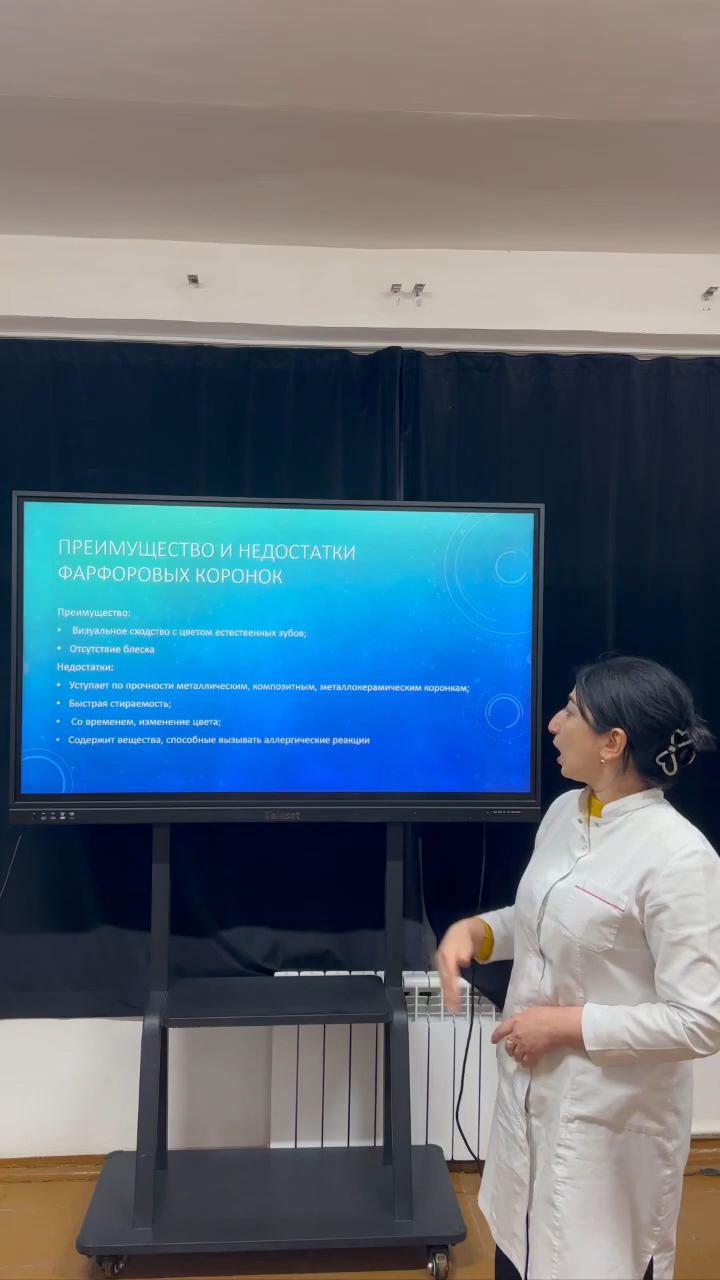 ПРЕИМУЩЕСТВО И НЕДОСТАТКИ
ФАРФОРОВЫХ КОРОНОК
Преимущество:
• Визуальное сходство с цветом естественных зубов;
• Отсутствие блеска
Недостатки:
• Уступает по прочности металлическим, композитным, металлокерамическим коронкам;
• Быстрая стираемость;
• Со временем, изменение цвета;
• Содержит вещества, способные вызывать аллергические реакции